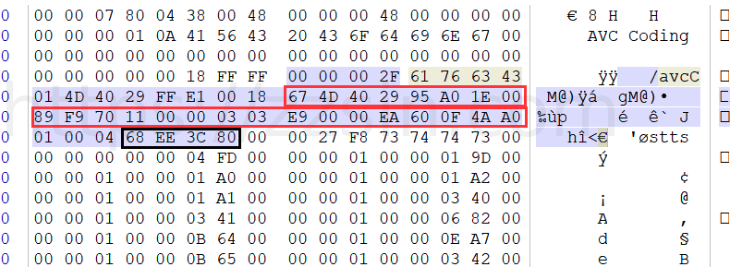 0 00 00 07 80 04 38 00 48 00 00 00 48 00 00 00 00 € 8 H H
0 00 00 00 01 0A 41 56 43 20 43 6F 64 69 6E 67 00 AVC Coding
0 00 00 00 00 00 00 00 00 00 00 00 00 00 00 00 00
0 00 00 00 00 00 18 FF FF 00 00 00 2F 61 76 63 43 ÿÿ /avcC
0 01 4D 40 29 FF E1 00 18 67 4D 40 29 95 A0 1E 00 M@)ÿá gM@)•
0 89 F9 70 11 00 00 03 03 E9 00 00 EA 60 0F 4A A0 ‰ùp é ê` J
0 01 00 04 68 EE 3C 80 00 00 27 F8 73 74 74 73 00 hî<€ 'østts
0 00 00 00 00 00 04 FD 00 00 01 00 00 01 9D 00 ý
0 00 00 01 00 00 01 A0 00 00 01 00 00 01 A2 00 ¢
0 00 00 01 00 00 01 A1 00 00 01 00 00 03 40 00 ¡ @
0 00 00 01 00 00 03 41 00 00 01 00 00 06 82 00 A ‚
0 00 00 01 00 00 0B 64 00 00 01 00 00 0E A7 00 d §
0 00 00 01 00 00 0B 65 00 00 01 00 00 03 42 00 e B